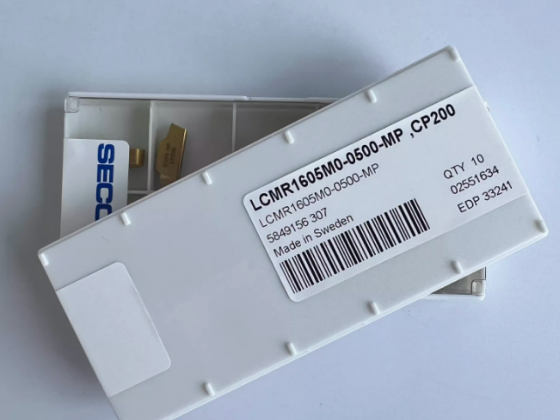 SECO
LCMR1605M0-0500-MP ,CP200
LCMR1605M0-0500-MP
5849156 307
Made in Sweden
QTY 10
02551634
EDP 33241